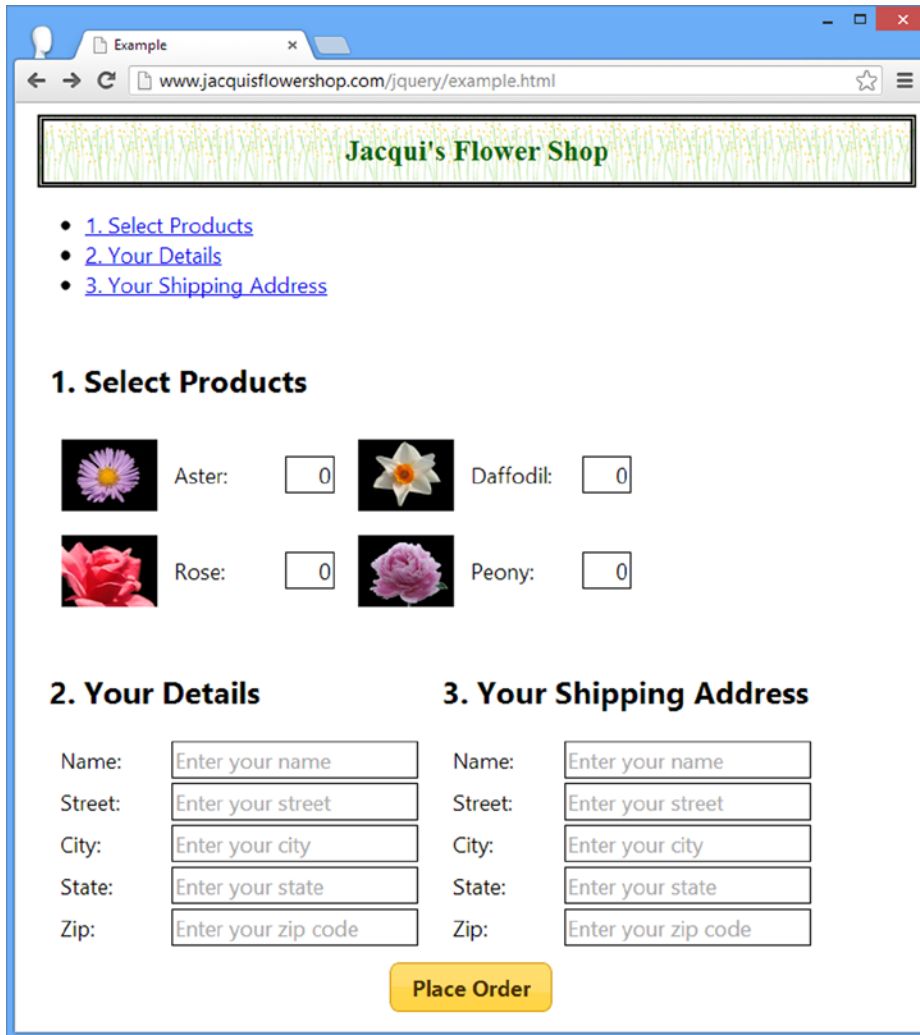 Example
www.jacquisflowershop.com/jquery/example.html
Jacqui's Flower Shop
1. Select Products
2. Your Details
3. Your Shipping Address
1. Select Products
Aster: 0 Daffodil: 0
Rose: 0 Peony: 0
2. Your Details 3. Your Shipping Address
Name: Enter your name Name: Enter your name
Street: Enter your street Street: Enter your street
City: Enter your city City: Enter your city
State: Enter your state State: Enter your state
Zip: Enter your zip code Zip: Enter your zip code
Place Order